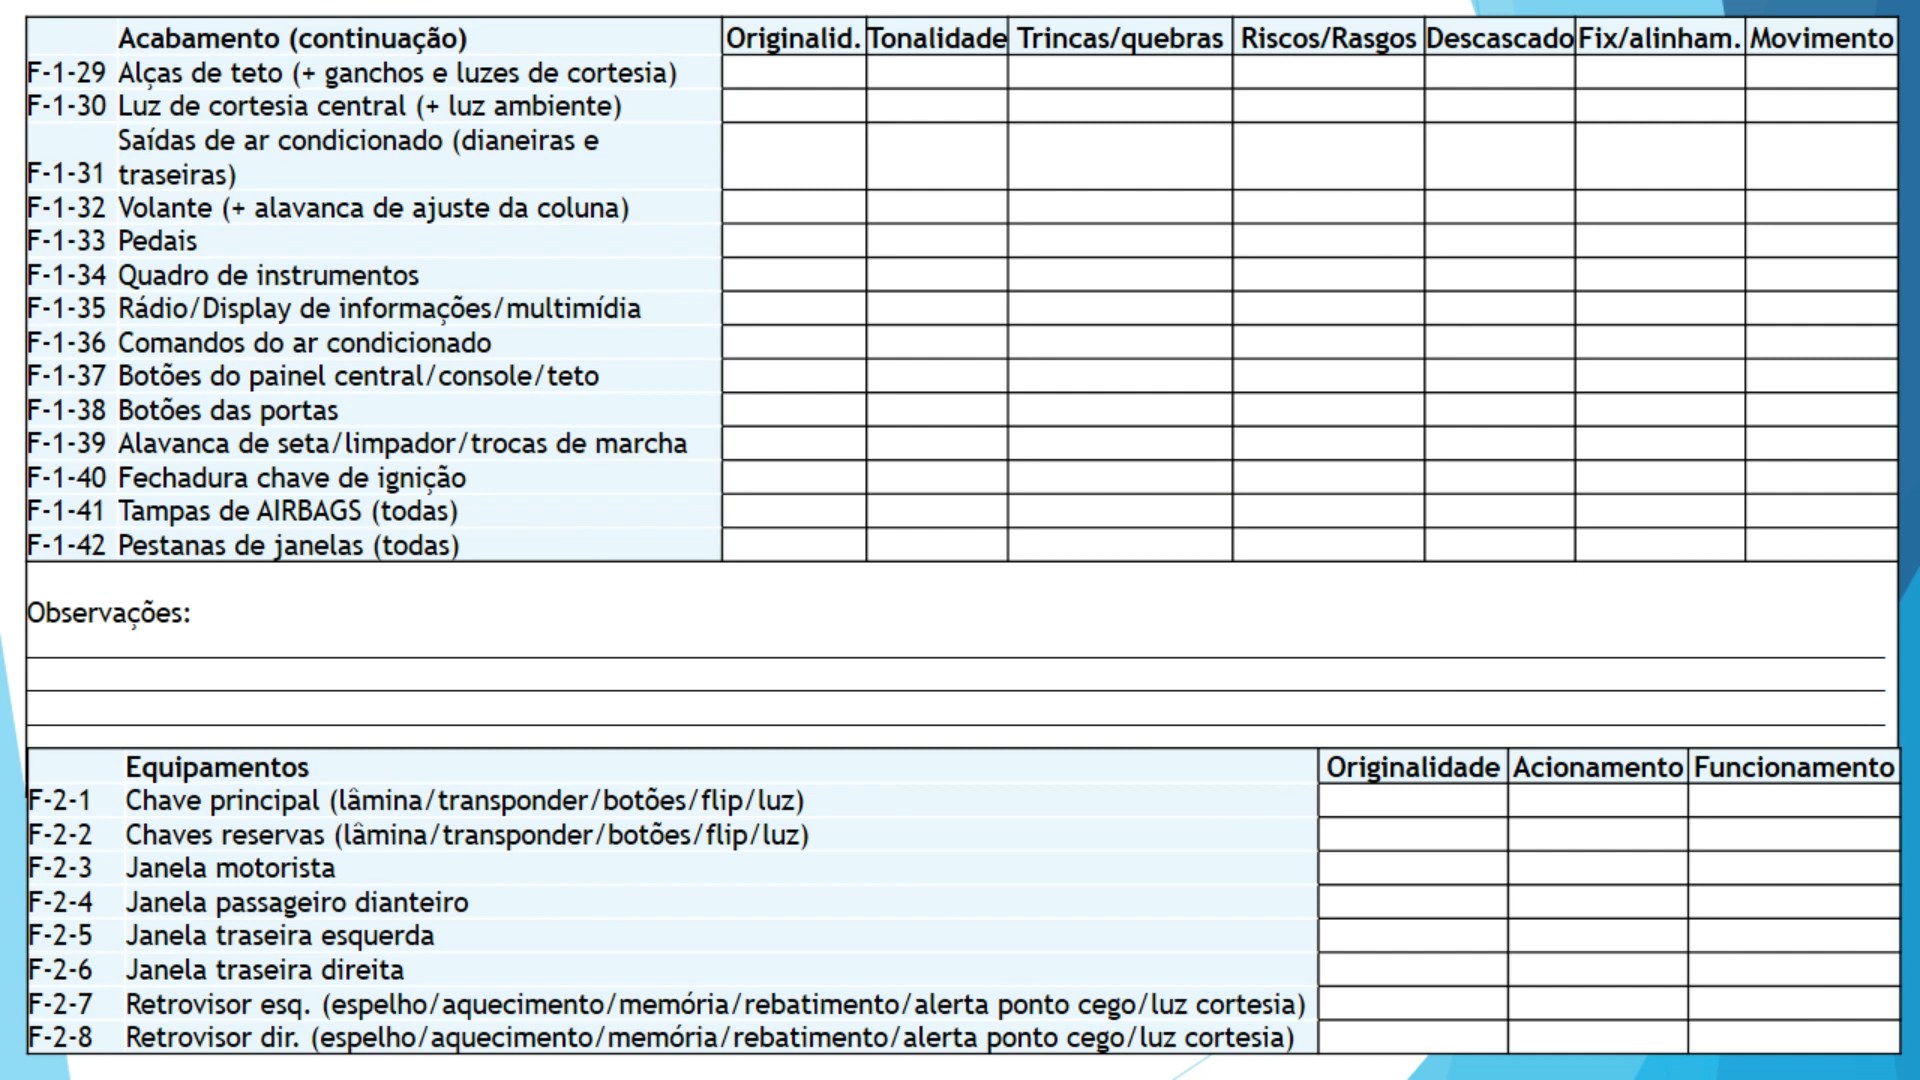 Acabamento (continuação) Originalid. Tonalidade Trincas/quebras Riscos/Rasgos Descascado Fix/alinham. Movimento
F-1-29 Alças de teto (+ ganchos e luzes de cortesia)
F-1-30 Luz de cortesia central (+ luz ambiente)
Saídas de ar condicionado (dianeiras e
F-1-31 traseiras)
F-1-32 Volante (+ alavanca de ajuste da coluna)
F-1-33 Pedais
F-1-34 Quadro de instrumentos
F-1-35 Rádio/Display de informações/multimídia
F-1-36 Comandos do ar condicionado
F-1-37 Botões do painel central/console/teto
F-1-38 Botões das portas
F-1-39 Alavanca de seta/limpador/trocas de marcha
F-1-40 Fechadura chave de ignição
F-1-41 Tampas de AIRBAGS (todas)
F-1-42 Pestanas de janelas (todas)
Observações:
Equipamentos Originalidade Acionamento Funcionamento
F-2-1 Chave principal (lâmina/transponder/botões/flip/luz)
F-2-2 Chaves reservas (lâmina/transponder/botões/flip/luz)
F-2-3 Janela motorista
F-2-4 Janela passageiro dianteiro
F-2-5 Janela traseira esquerda
F-2-6 Janela traseira direita
F-2-7 Retrovisor esq. (espelho/aquecimento/memória/rebatimento/alerta ponto cego/luz cortesia)
F-2-8 Retrovisor dir. (espelho/aquecimento/memória/rebatimento/alerta ponto cego/luz cortesia)